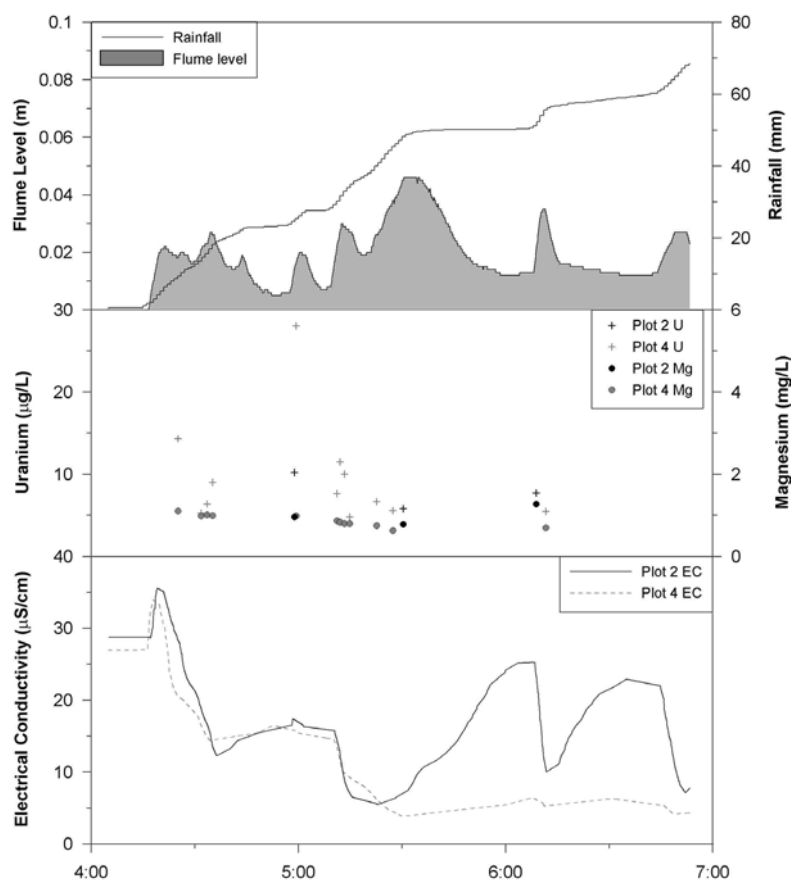 0.1
80
Rainfall
Flume level
0.08
60
0.06
Flume Level (m)
40
Rainfall (mm)
0.04
0.02
20
30
6
Plot 2 U
Plot 4 U
Plot 2 Mg
Plot 4 Mg
20
4
Uranium (μg/L)
Magnesium (mg/L)
10
2
40
0
Plot 2 EC
Plot 4 EC
30
20
Electrical Conductivity (μS/cm)
10
0
4:00
5:00
6:00
7:00